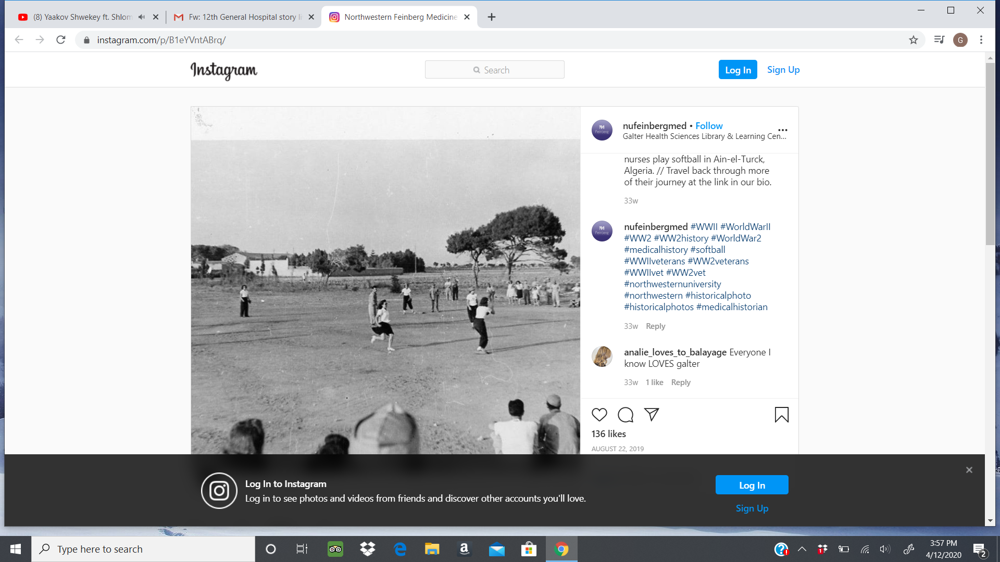 (8) Yaakov Shwekey ft. Shlom
Fw: 12th General Hospital story li
Northwestern Feinberg Medicine
instagram.com/p/B1eYVntABrq/
G
Instagram
Search
Log In
Sign Up
nufeinbergmed • Follow
Galter Health Sciences Library & Learning Cen...
nurses play softball in Ain-el-Turck,
Algeria. // Travel back through more
of their journey at the link in our bio.
33w
nufeinbergmed #WWII #WorldWarII
#WW2 #WW2history #WorldWar2
#medicalhistory #softball
#WWIIveterans #WW2veterans
#WWIIvet #WW2vet
#northwesternuniversity
#northwestern #historicalphoto
#historicalphotos #medicalhistorian
33w Reply
analie_loves_to_balayage Everyone I
know LOVES galter
33w 1 like Reply
136 likes
AUGUST 22, 2019
Log In to Instagram
Log in to see photos and videos from friends and discover other accounts you'll love.
Log In
Sign Up
Type here to search
3:57 PM
4/12/2020
2